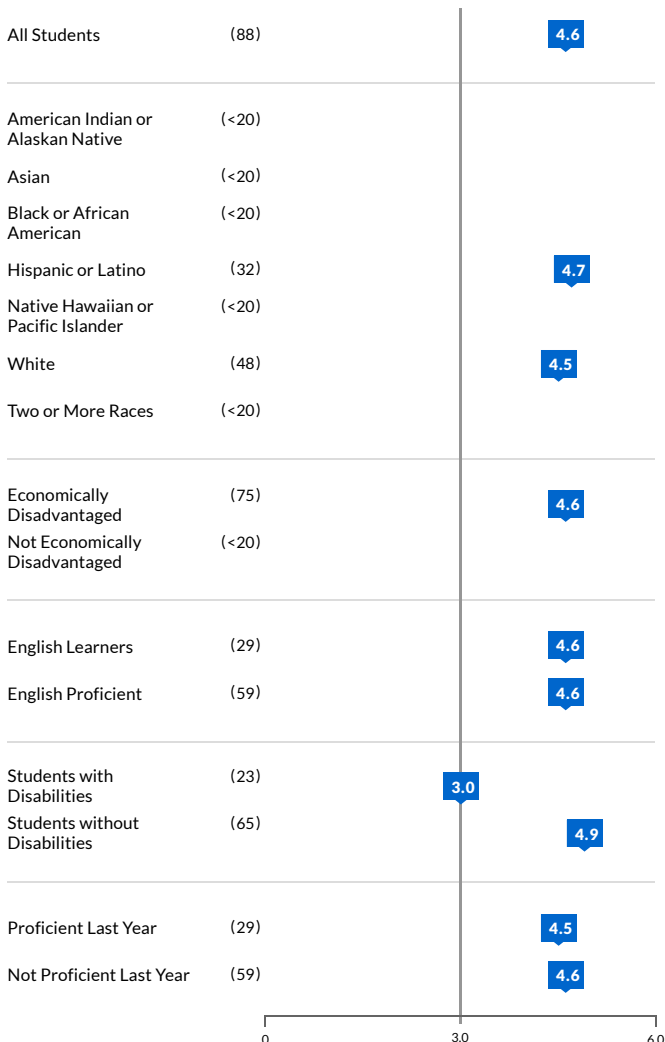 All Students (88) 4.6
American Indian or (<20)
Alaskan Native
Asian (<20)
Black or African (<20)
American
Hispanic or Latino (32) 4.7
Native Hawaiian or (<20)
Pacific Islander
White (48) 4.5
Two or More Races (<20)
Economically (75) 4.6
Disadvantaged
Not Economically (<20)
Disadvantaged
English Learners (29) 4.6
English Proficient (59) 4.6
Students with (23) 3.0
Disabilities
Students without (65) 4.9
Disabilities
Proficient Last Year (29) 4.5
Not Proficient Last Year (59) 4.6
0 3.0 6.0